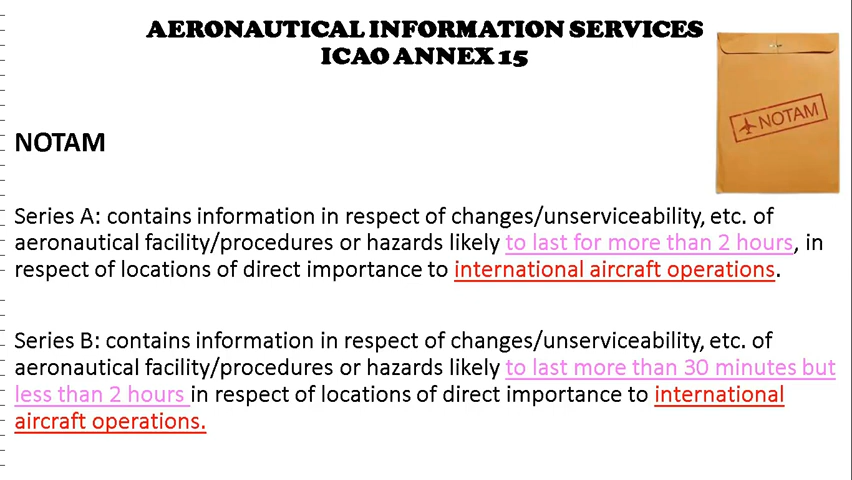 AERONAUTICAL INFORMATION SERVICES
ICAO ANNEX 15
NOTAM
NOTAM
Series A: contains information in respect of changes/unserviceability, etc. of
aeronautical facility/procedures or hazards likely to last for more than 2 hours, in
respect of locations of direct importance to international aircraft operations.
Series B: contains information in respect of changes/unserviceability, etc. of
aeronautical facility/procedures or hazards likely to last more than 30 minutes but
less than 2 hours in respect of locations of direct importance to international
aircraft operations.